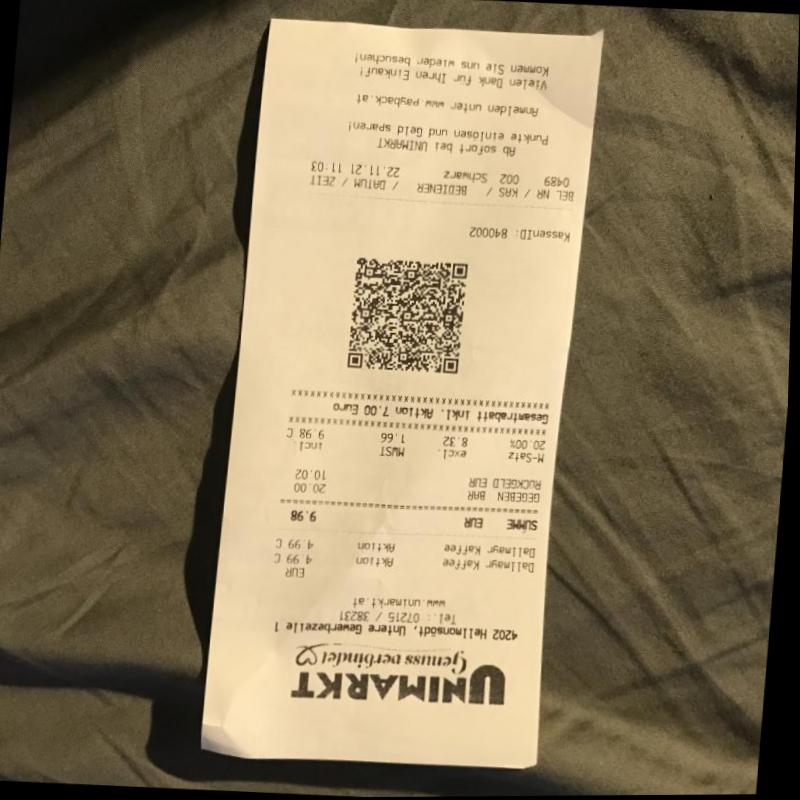 UNIMARKT
Genuss verbindet
4202 Hellmonsödt, Untere Gewerbezeile 1
Tel.: 07215 / 38231
www.unimarkt.at
EUR
Dallmayr Kaffee Aktion 4.99 C
Dallmayr Kaffee Aktion 4.99 C
SUMME EUR 9.98
GEGEBEN BAR 20.00
RÜCKGELD EUR 10.02
M-Satz excl. MWST incl.
20.00% 8.32 1.66 9.98 C
Gesamtrabatt inkl. Aktion 7.00 Euro
KassenID: 840002
BEL NR / KAS / BEDIENER / DATUM / ZEIT
0489 002 Schwarz 22.11.21 11:03
Ab sofort bei UNIMARKT
Punkte einlösen und Geld sparen!
Anmelden unter www.payback.at
Vielen Dank für Ihren Einkauf!
Kommen Sie uns wieder besuchen!